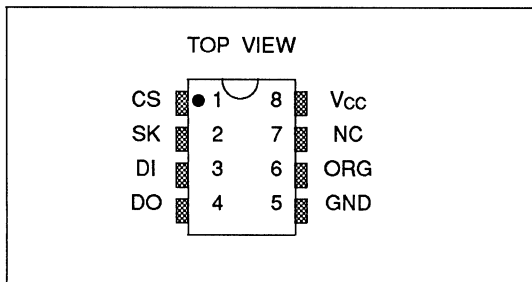 TOP VIEW
CS 1 8 Vcc
SK 2 7 NC
DI 3 6 ORG
DO 4 5 GND